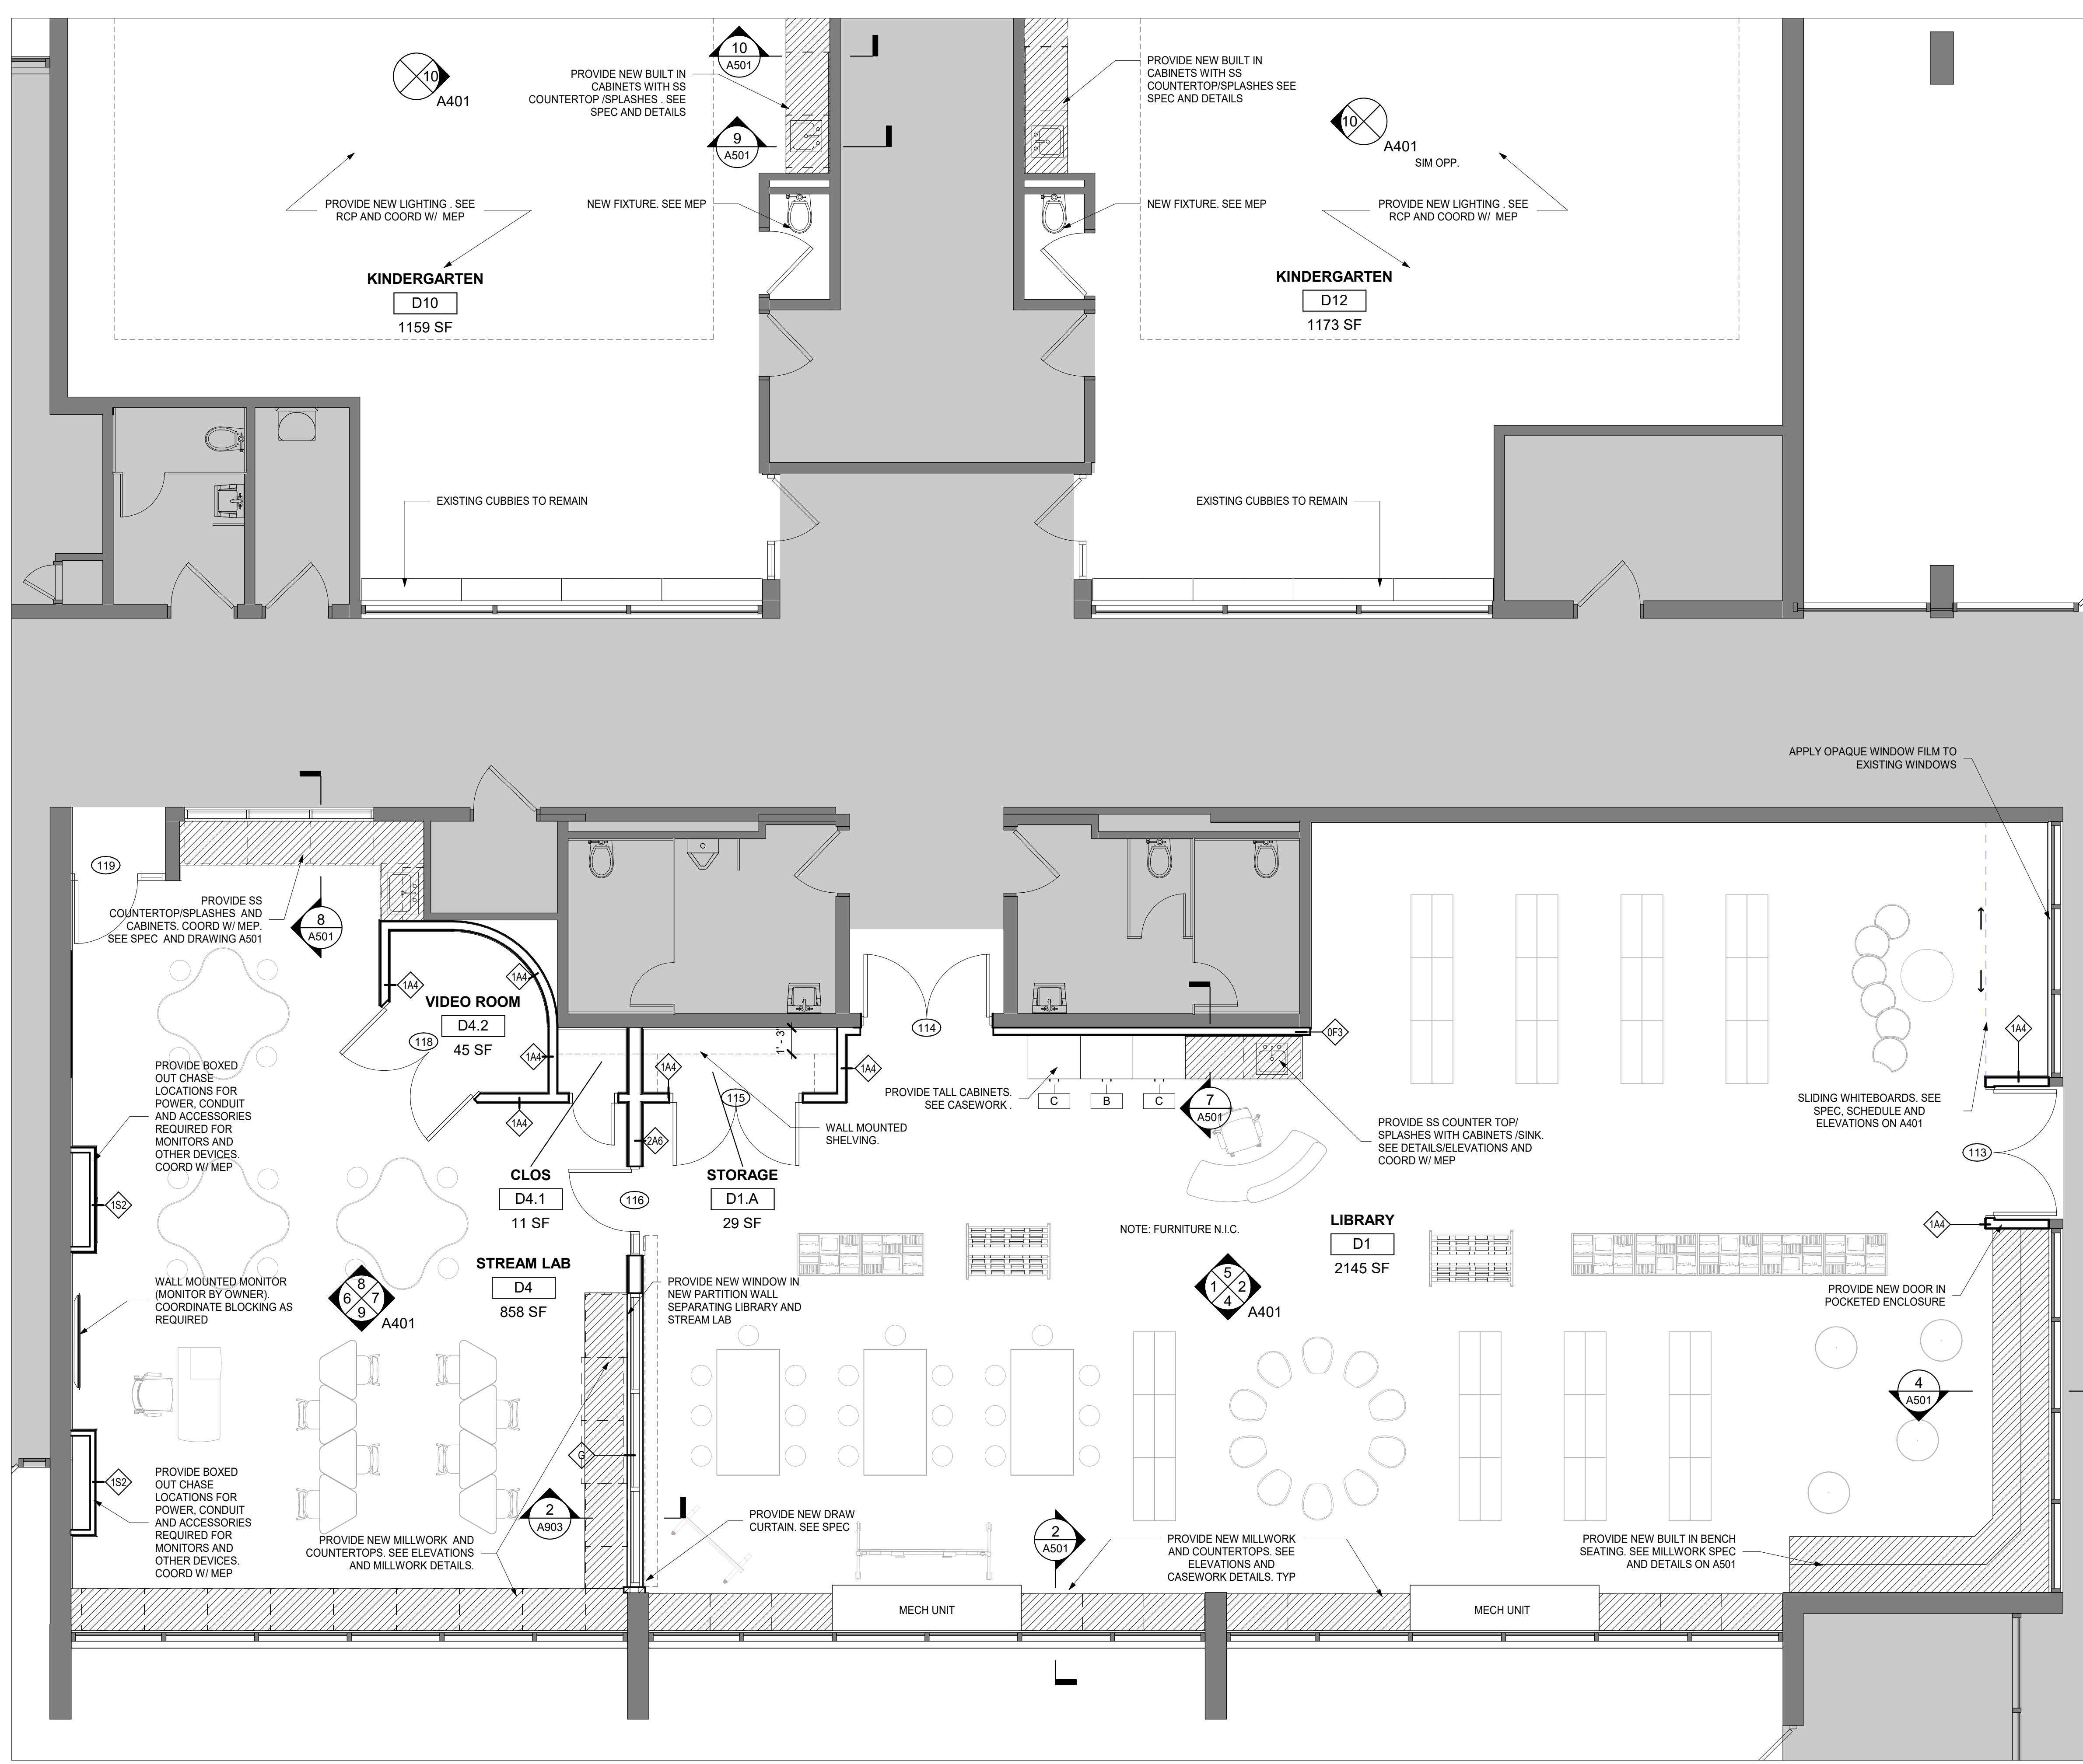 10
A501
10
A401
PROVIDE NEW BUILT IN
CABINETS WITH SS
COUNTERTOP /SPLASHES . SEE
SPEC AND DETAILS
9
A501
PROVIDE NEW BUILT IN
CABINETS WITH SS
COUNTERTOP/SPLASHES SEE
SPEC AND DETAILS
10
A401
SIM OPP.
PROVIDE NEW LIGHTING . SEE
RCP AND COORD W/ MEP
NEW FIXTURE. SEE MEP
NEW FIXTURE. SEE MEP
PROVIDE NEW LIGHTING . SEE
RCP AND COORD W/ MEP
KINDERGARTEN
D10
1159 SF
KINDERGARTEN
D12
1173 SF
EXISTING CUBBIES TO REMAIN
EXISTING CUBBIES TO REMAIN
APPLY OPAQUE WINDOW FILM TO
EXISTING WINDOWS
119
PROVIDE SS
COUNTERTOP/SPLASHES AND
CABINETS. COORD W/ MEP.
SEE SPEC AND DRAWING A501
8
A501
1A4
1A4
VIDEO ROOM
D4.2
45 SF
118
1A4
1A4
1A4
115
1' - 3"
1A4
114
0F3
1A4
PROVIDE BOXED
OUT CHASE
LOCATIONS FOR
POWER, CONDUIT
AND ACCESSORIES
REQUIRED FOR
MONITORS AND
OTHER DEVICES.
COORD W/ MEP
1S2
2A6
WALL MOUNTED
SHELVING.
PROVIDE TALL CABINETS.
SEE CASEWORK .
C
B
C
7
A501
PROVIDE SS COUNTER TOP/
SPLASHES WITH CABINETS /SINK.
SEE DETAILS/ELEVATIONS AND
COORD W/ MEP
SLIDING WHITEBOARDS. SEE
SPEC, SCHEDULE AND
ELEVATIONS ON A401
113
CLOS
D4.1
11 SF
116
STORAGE
D1.A
29 SF
NOTE: FURNITURE N.I.C.
LIBRARY
D1
2145 SF
1A4
STREAM LAB
D4
858 SF
WALL MOUNTED MONITOR
(MONITOR BY OWNER).
COORDINATE BLOCKING AS
REQUIRED
8
6
7
9
A401
PROVIDE NEW WINDOW IN
NEW PARTITION WALL
SEPARATING LIBRARY AND
STREAM LAB
5
1
2
4
A401
PROVIDE NEW DOOR IN
POCKETED ENCLOSURE
4
A501
G
1S2
PROVIDE BOXED
OUT CHASE
LOCATIONS FOR
POWER, CONDUIT
AND ACCESSORIES
REQUIRED FOR
MONITORS AND
OTHER DEVICES.
COORD W/ MEP
PROVIDE NEW MILLWORK AND
COUNTERTOPS. SEE ELEVATIONS
AND MILLWORK DETAILS.
2
A903
PROVIDE NEW DRAW
CURTAIN. SEE SPEC
2
A501
PROVIDE NEW MILLWORK
AND COUNTERTOPS. SEE
ELEVATIONS AND
CASEWORK DETAILS. TYP
PROVIDE NEW BUILT IN BENCH
SEATING. SEE MILLWORK SPEC
AND DETAILS ON A501
MECH UNIT
MECH UNIT